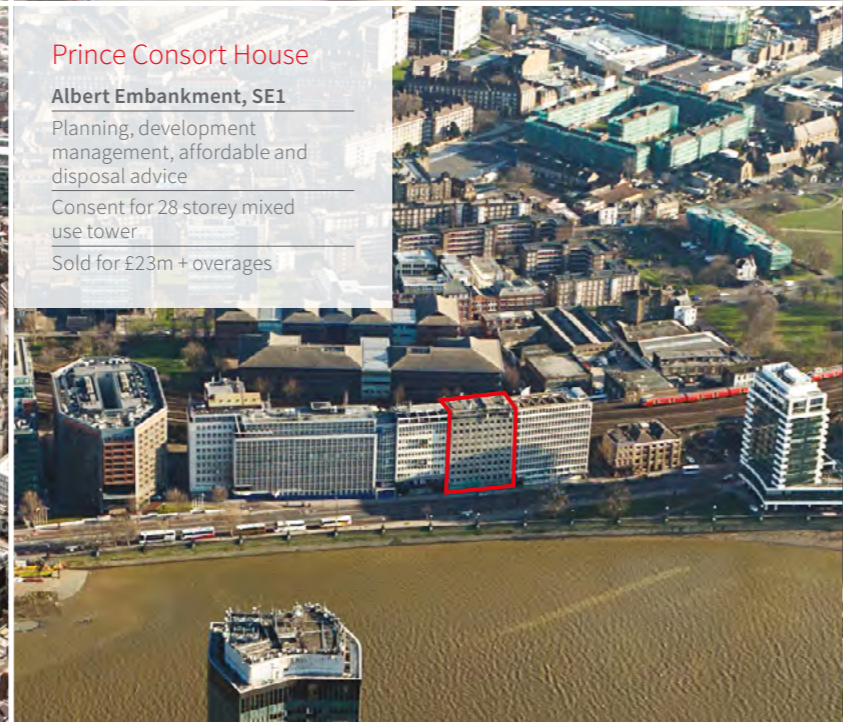 Prince Consort House
Albert Embankment, SE1
Planning, development
management, affordable and
disposal advice
Consent for 28 storey mixed
use tower
Sold for £23m + overages